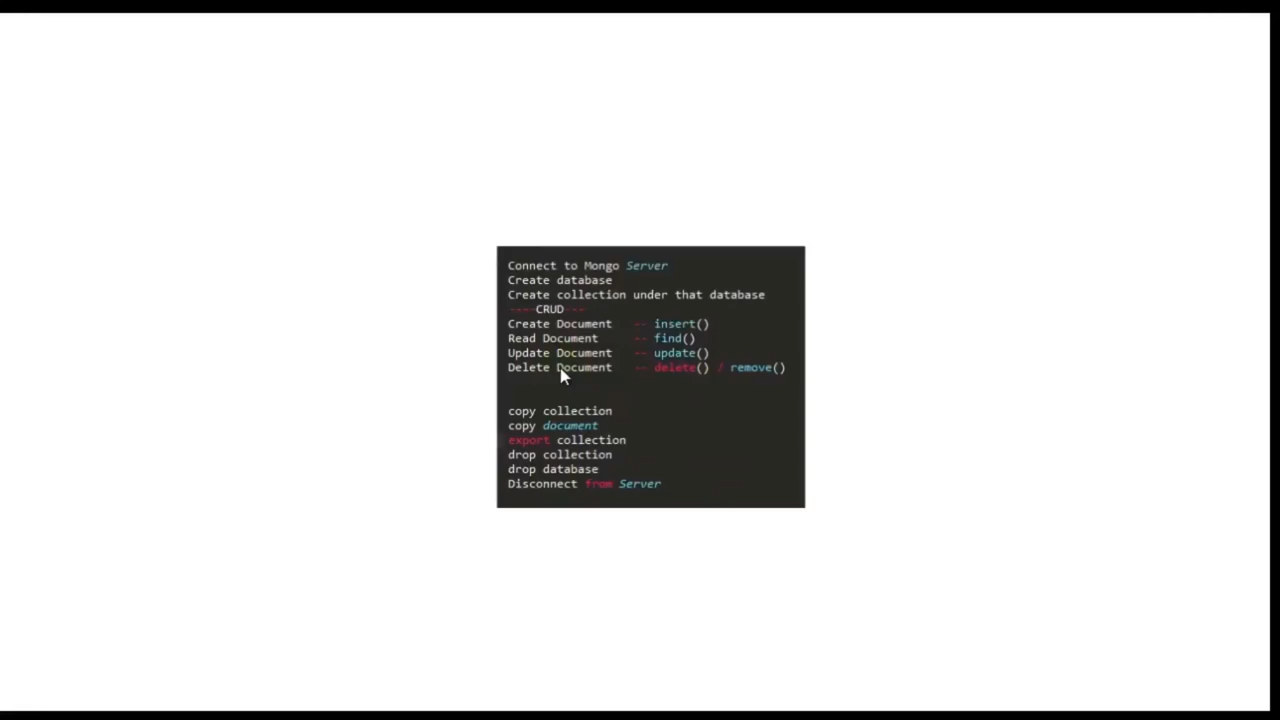 Connect to Mongo Server
Create database
Create collection under that database
----CRUD---
Create Document -- insert()
Read Document -- find()
Update Document -- update()
Delete Document -- delete() / remove()
copy collection
copy document
export collection
drop collection
drop database
Disconnect from Server